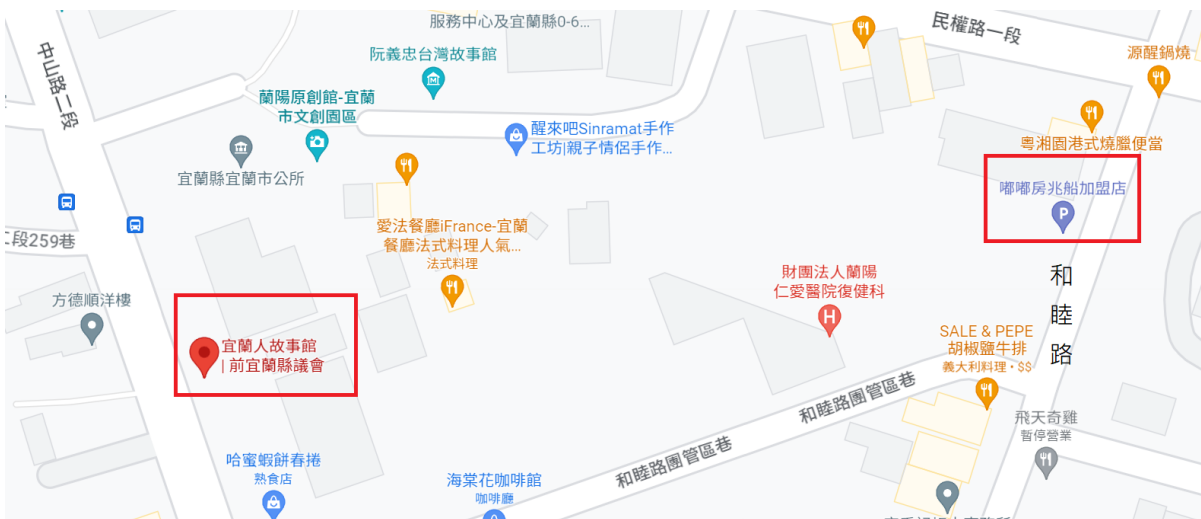 服務中心及宜蘭縣0-6...
民權路一段
中山路二段
阮義忠台灣故事館
源醒鍋燒
蘭陽原創館-宜蘭
市文創園區
醒來吧Sinramat手作
工坊|親子情侶手作...
粵湘園港式燒臘便當
宜蘭縣宜蘭市公所
嘟嘟房兆船加盟店
P
愛法餐廳iFrance-宜蘭
餐廳法式料理人氣...
法式料理
二段259巷
財團法人蘭陽
仁愛醫院復健科
H
和睦路
方德順洋樓
宜蘭人故事館
| 前宜蘭縣議會
SALE & PEPE
胡椒鹽牛排
義大利料理・$$
和睦路團管區巷
飛天奇雞
暫停營業
和睦路團管區巷
哈蜜蝦餅春捲
熟食店
海棠花咖啡館
咖啡廳